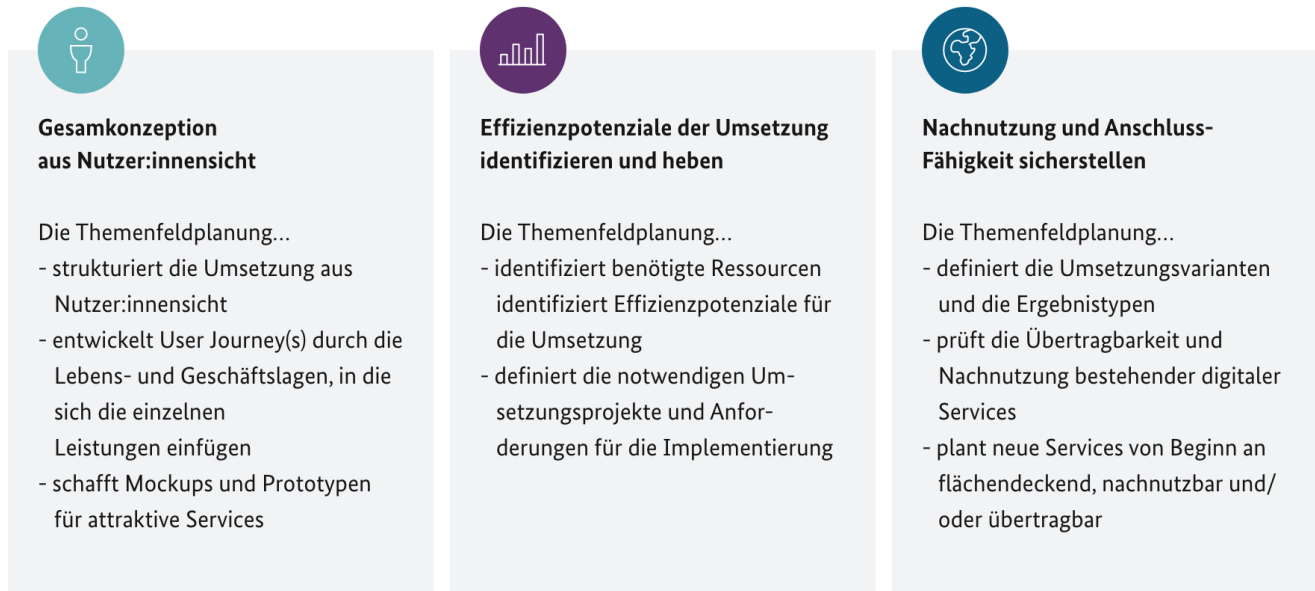 Gesamkonzeption
aus Nutzer:innensicht
Die Themenfeldplanung...
- strukturiert die Umsetzung aus
Nutzer:innensicht
- entwickelt User Journey(s) durch die
Lebens- und Geschäftslagen, in die
sich die einzelnen
Leistungen einfügen
- schafft Mockups und Prototypen
für attraktive Services
Effizienzpotenziale der Umsetzung
identifizieren und heben
Die Themenfeldplanung...
- identifiziert benötigte Ressourcen
identifiziert Effizienzpotenziale für
die Umsetzung
- definiert die notwendigen Um-
setzungsprojekte und Anfor-
derungen für die Implementierung
Nachnutzung und Anschluss-
Fähigkeit sicherstellen
Die Themenfeldplanung...
- definiert die Umsetzungsvarianten
und die Ergebnistypen
- prüft die Übertragbarkeit und
Nachnutzung bestehender digitaler
Services
- plant neue Services von Beginn an
flächendeckend, nachnutzbar und/
oder übertragbar